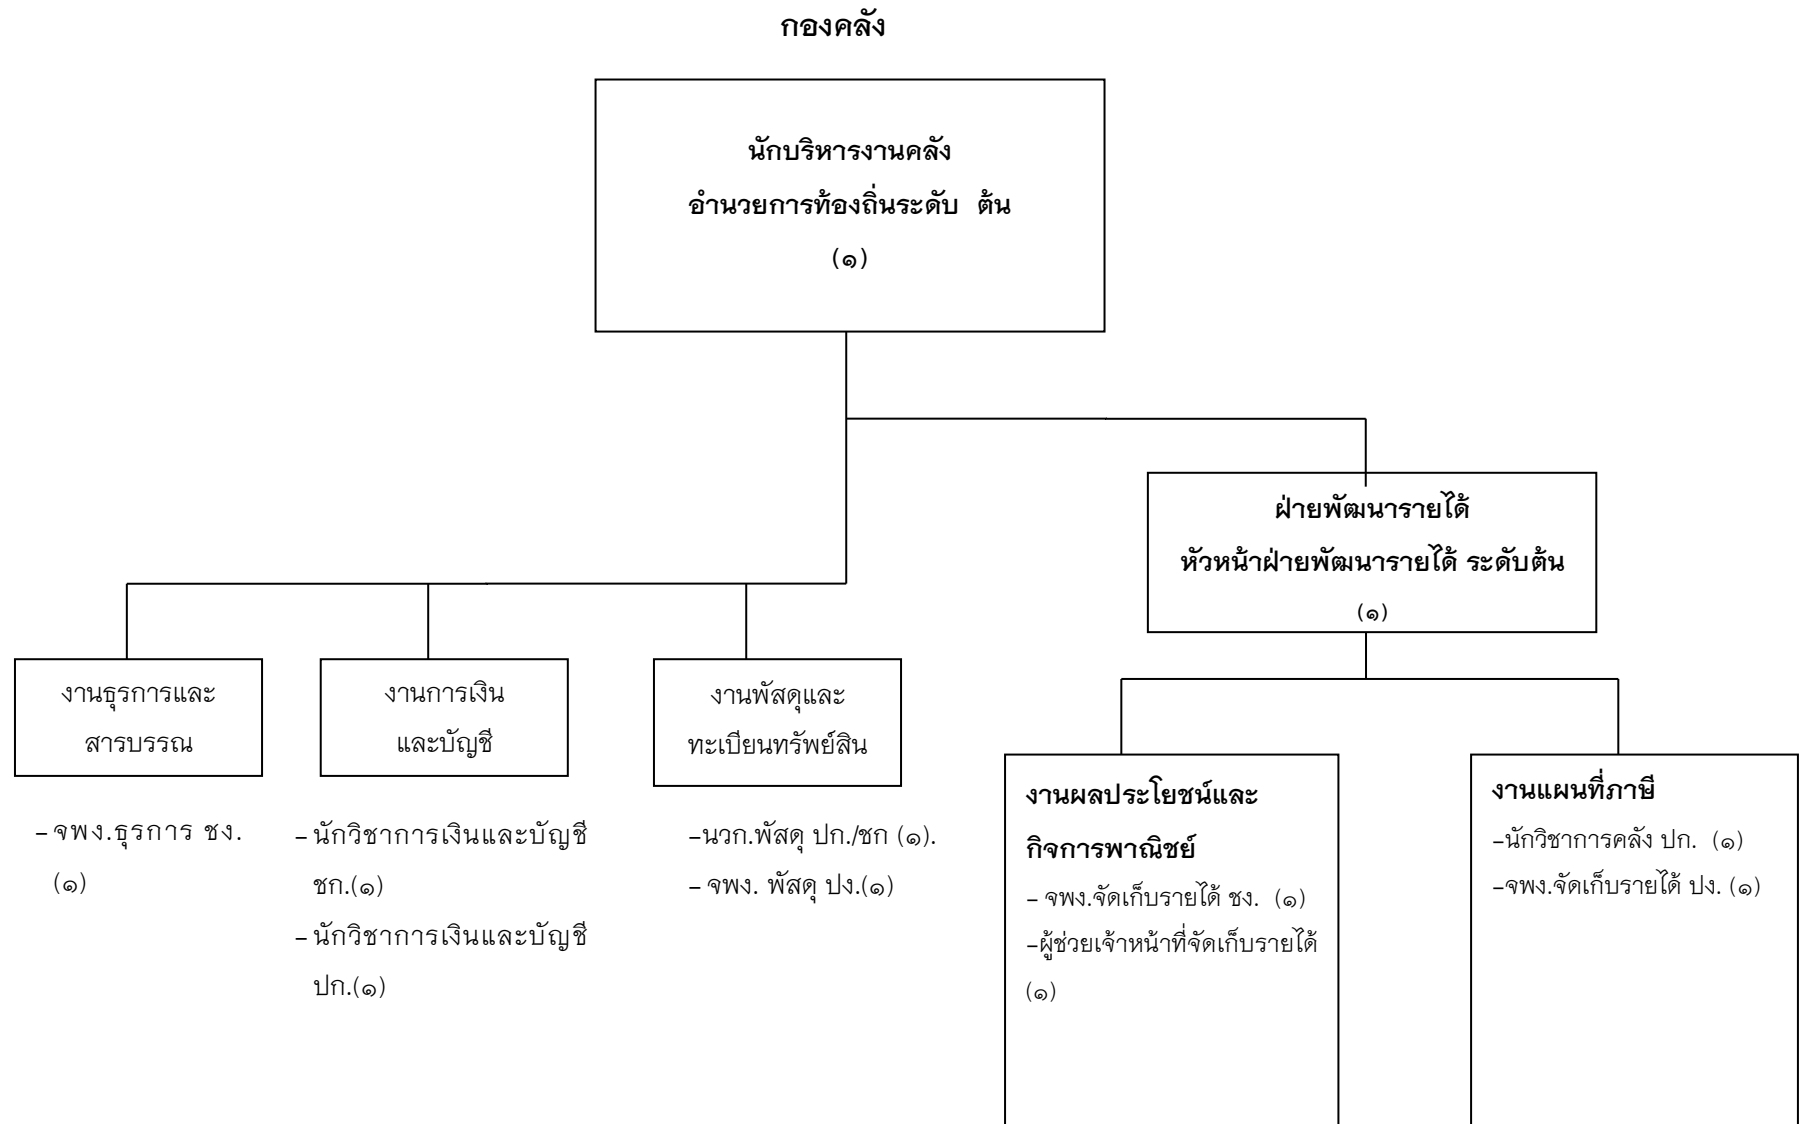 กองคลัง
นักบริหารงานคลัง
อำนวยการท้องถิ่นระดับ ต้น
(๑)
ฝ่ายพัฒนารายได้
หัวหน้าฝ่ายพัฒนารายได้ ระดับต้น
(๑)
งานธุรการและ
สารบรรณ
– จพง.ธุรการ ชง.
(๑)
งานการเงิน
และบัญชี
– นักวิชาการเงินและบัญชี
ชก.(๑)
– นักวิชาการเงินและบัญชี
ปก.(๑)
งานพัสดุและ
ทะเบียนทรัพย์สิน
–นวก.พัสดุ ปก./ชก (๑).
– จพง. พัสดุ ปง.(๑)
งานผลประโยชน์และ
กิจการพาณิชย์
– จพง.จัดเก็บรายได้ ชง. (๑)
–ผู้ช่วยเจ้าหน้าที่จัดเก็บรายได้
(๑)
งานแผนที่ภาษี
–นักวิชาการคลัง ปก. (๑)
–จพง.จัดเก็บรายได้ ปง. (๑)